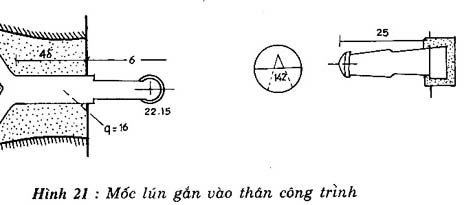 48
6
22.15
q=16
142
25
Hình 21 : Mốc lún gắn vào thân công trình